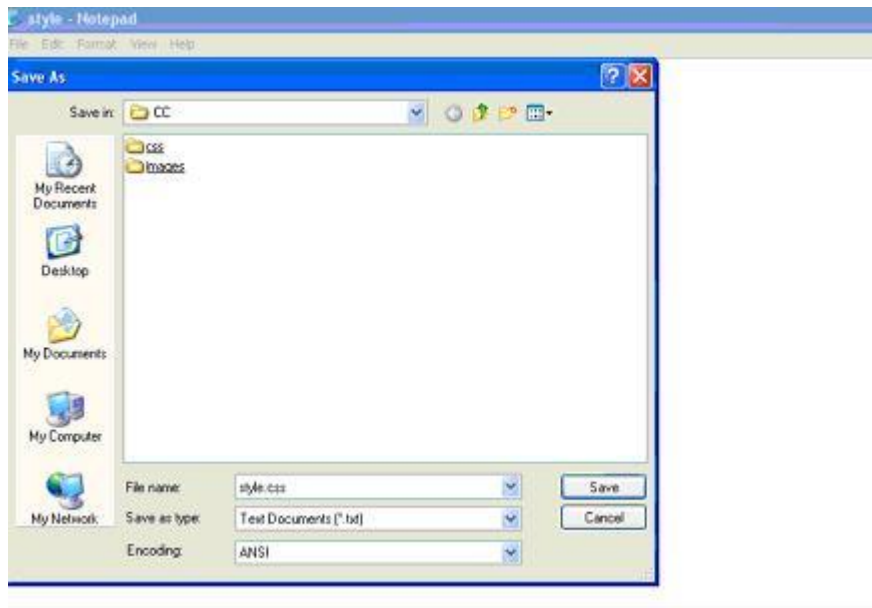 style - Notepad
File Edit Format View Help
Save As
Save in: CC
css
images
My Recent
Documents
Desktop
My Documents
My Computer
My Network
File name: style.css
Save as type: Text Documents (*.txt)
Encoding: ANSI
Save
Cancel